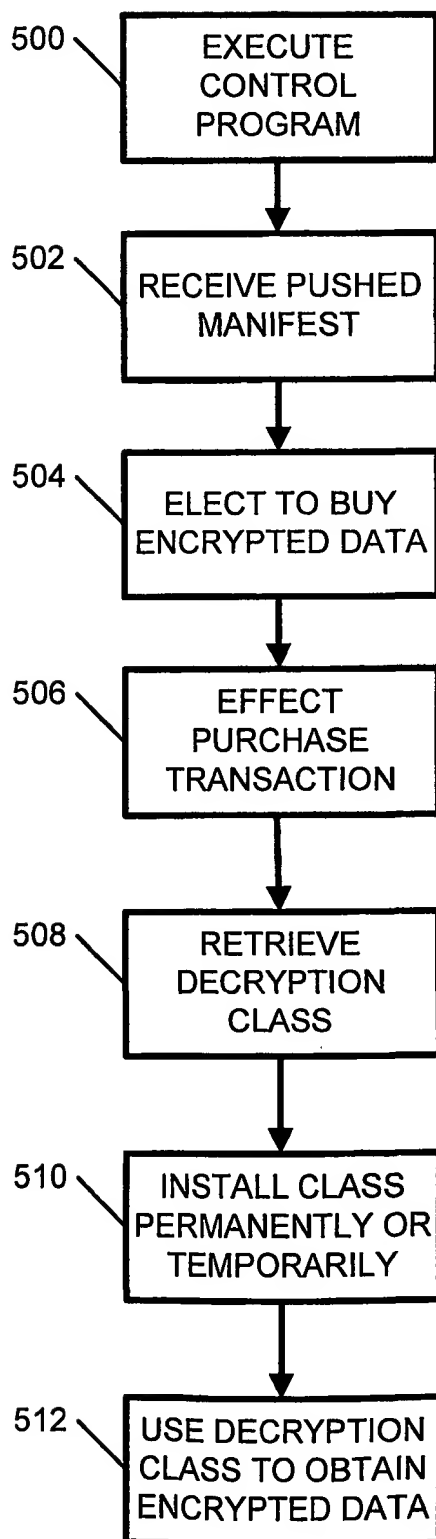 500
EXECUTE
CONTROL
PROGRAM
502
RECEIVE PUSHED
MANIFEST
504
ELECT TO BUY
ENCRYPTED DATA
506
EFFECT
PURCHASE
TRANSACTION
508
RETRIEVE
DECRYPTION
CLASS
510
INSTALL CLASS
PERMANENTLY OR
TEMPORARILY
512
USE DECRYPTION
CLASS TO OBTAIN
ENCRYPTED DATA